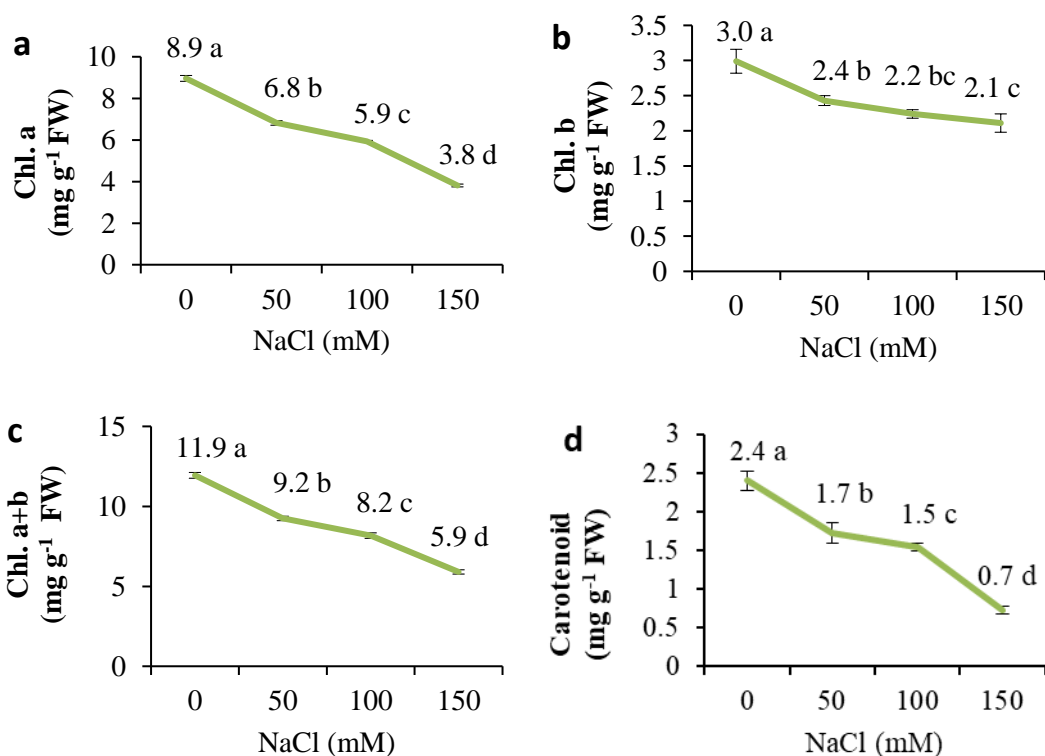 a
Chl. a
(mg g⁻¹ FW)
10
8
6
4
2
0
8.9 a
6.8 b
5.9 c
3.8 d
0 50 100 150
NaCl (mM)
b
Chl. b
(mg g⁻¹ FW)
3.5
3
2.5
2
1.5
1
0.5
0
3.0 a
2.4 b
2.2 bc
2.1 c
0 50 100 150
NaCl (mM)
c
Chl. a+b
(mg g⁻¹ FW)
15
10
5
0
11.9 a
9.2 b
8.2 c
5.9 d
0 50 100 150
NaCl (mM)
d
Carotenoid
(mg g⁻¹ FW)
3
2.5
2
1.5
1
0.5
0
2.4 a
1.7 b
1.5 c
0.7 d
0 50 100 150
NaCl (mM)